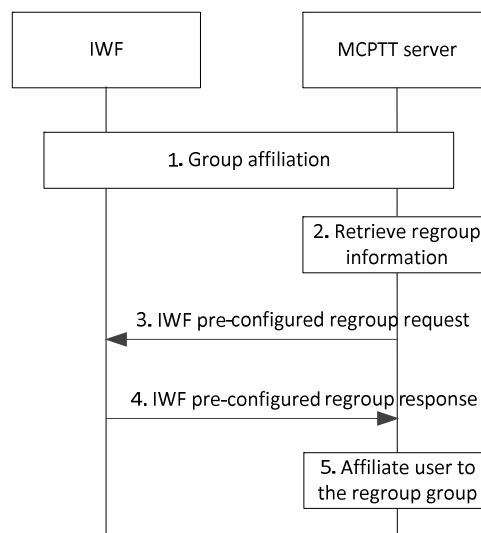 IWF
MCPTT server
1. Group affiliation
2. Retrieve regroup
information
3. IWF pre-configured regroup request
4. IWF pre-configured regroup response
5. Affiliate user to
the regroup group